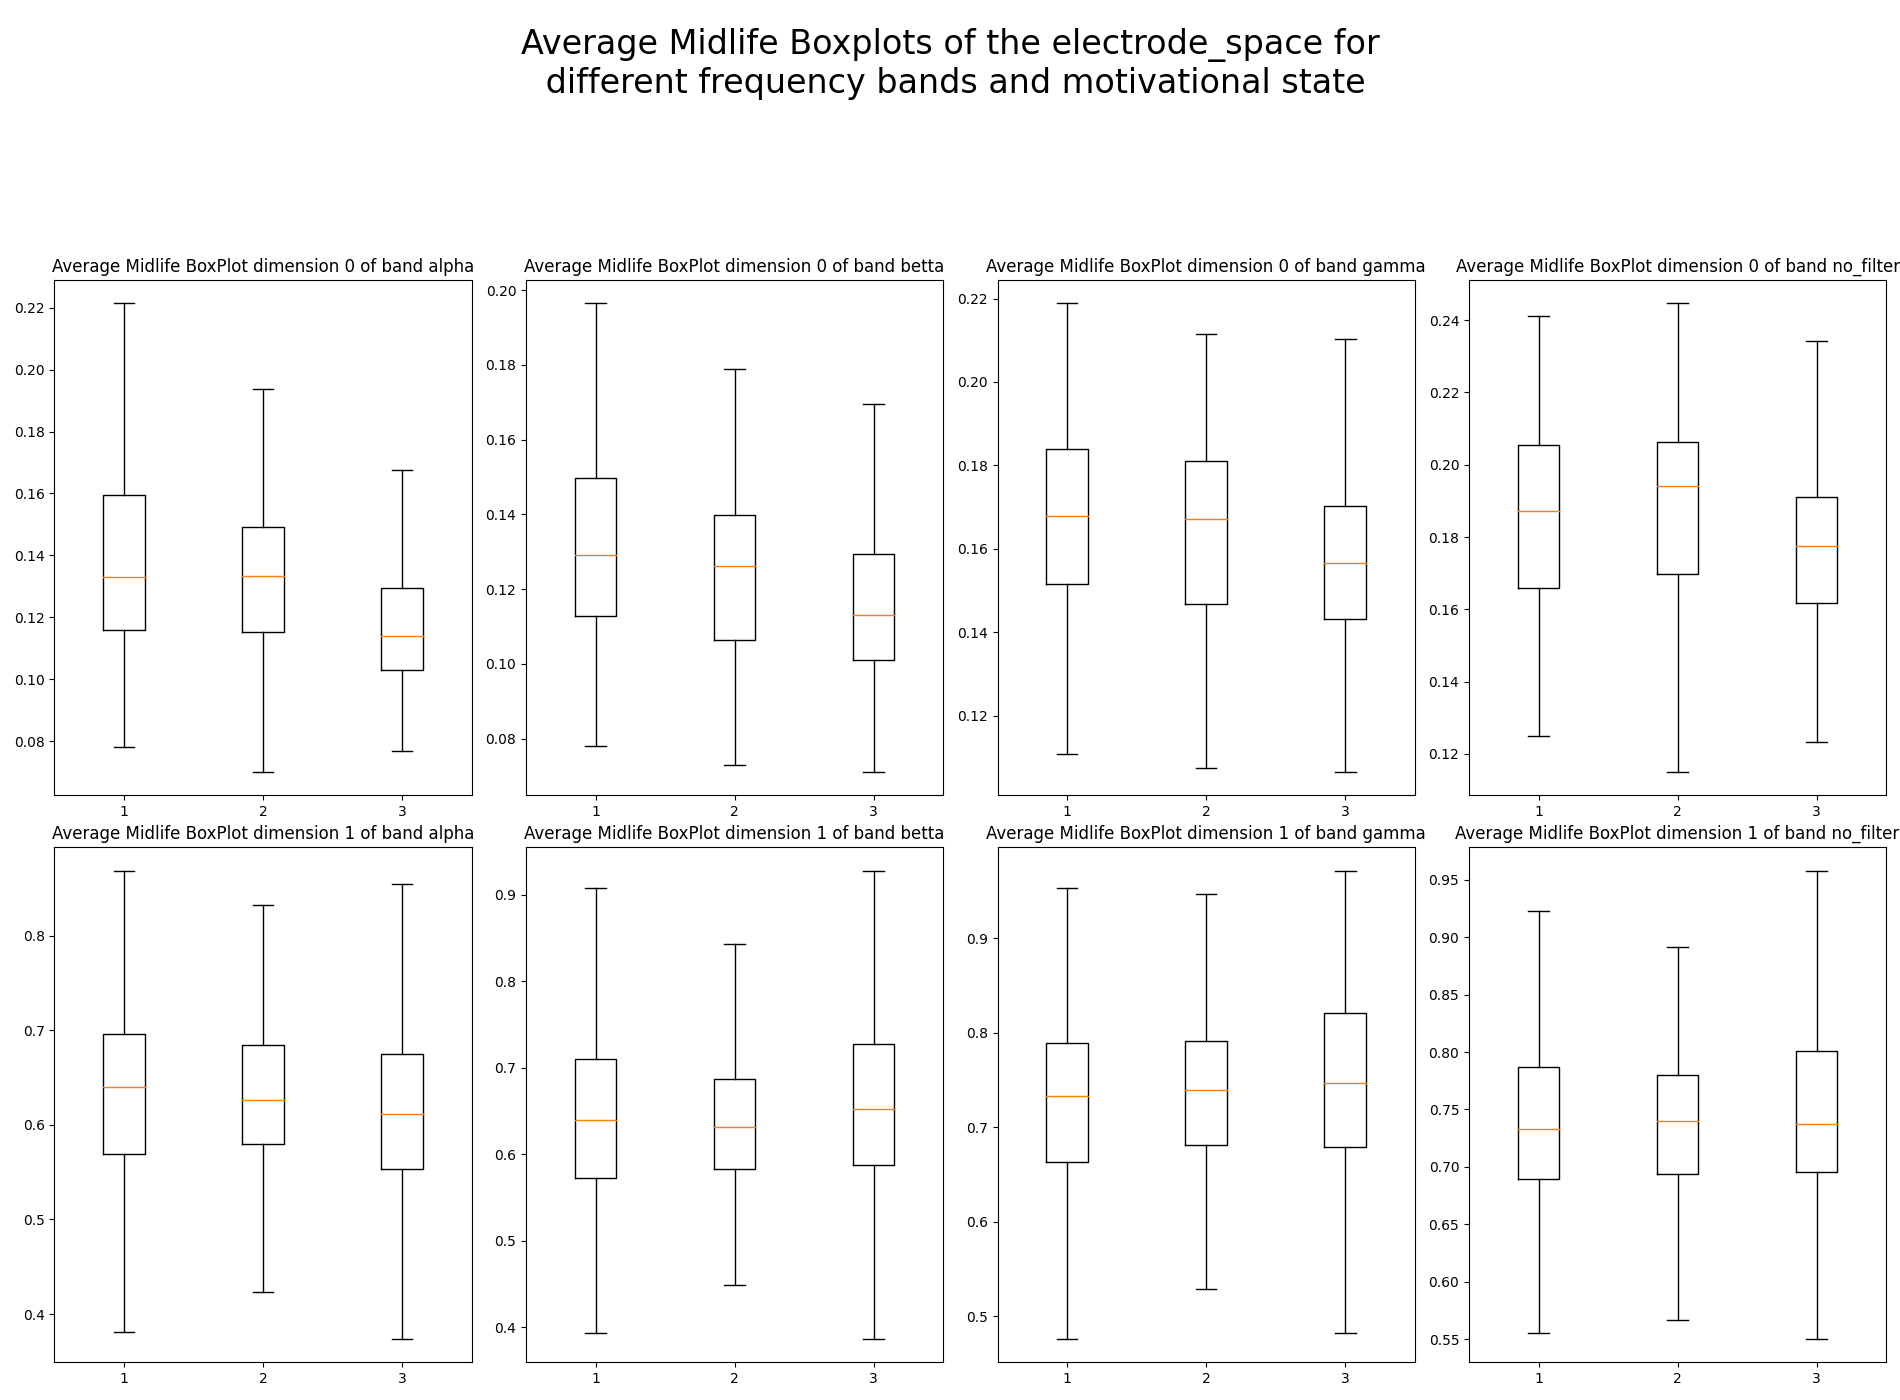 Average Midlife Boxplots of the electrode_space for
different frequency bands and motivational state
Average Midlife BoxPlot dimension 0 of band alpha
0.22
0.20
0.18
0.16
0.14
0.12
0.10
0.08
1 2 3
Average Midlife BoxPlot dimension 0 of band betta
0.20
0.18
0.16
0.14
0.12
0.10
0.08
1 2 3
Average Midlife BoxPlot dimension 0 of band gamma
0.22
0.20
0.18
0.16
0.14
0.12
1 2 3
Average Midlife BoxPlot dimension 0 of band no_filter
0.24
0.22
0.20
0.18
0.16
0.14
0.12
1 2 3
Average Midlife BoxPlot dimension 1 of band alpha
0.8
0.7
0.6
0.5
0.4
1 2 3
Average Midlife BoxPlot dimension 1 of band betta
0.9
0.8
0.7
0.6
0.5
0.4
1 2 3
Average Midlife BoxPlot dimension 1 of band gamma
0.9
0.8
0.7
0.6
0.5
1 2 3
Average Midlife BoxPlot dimension 1 of band no_filter
0.95
0.90
0.85
0.80
0.75
0.70
0.65
0.60
0.55
1 2 3